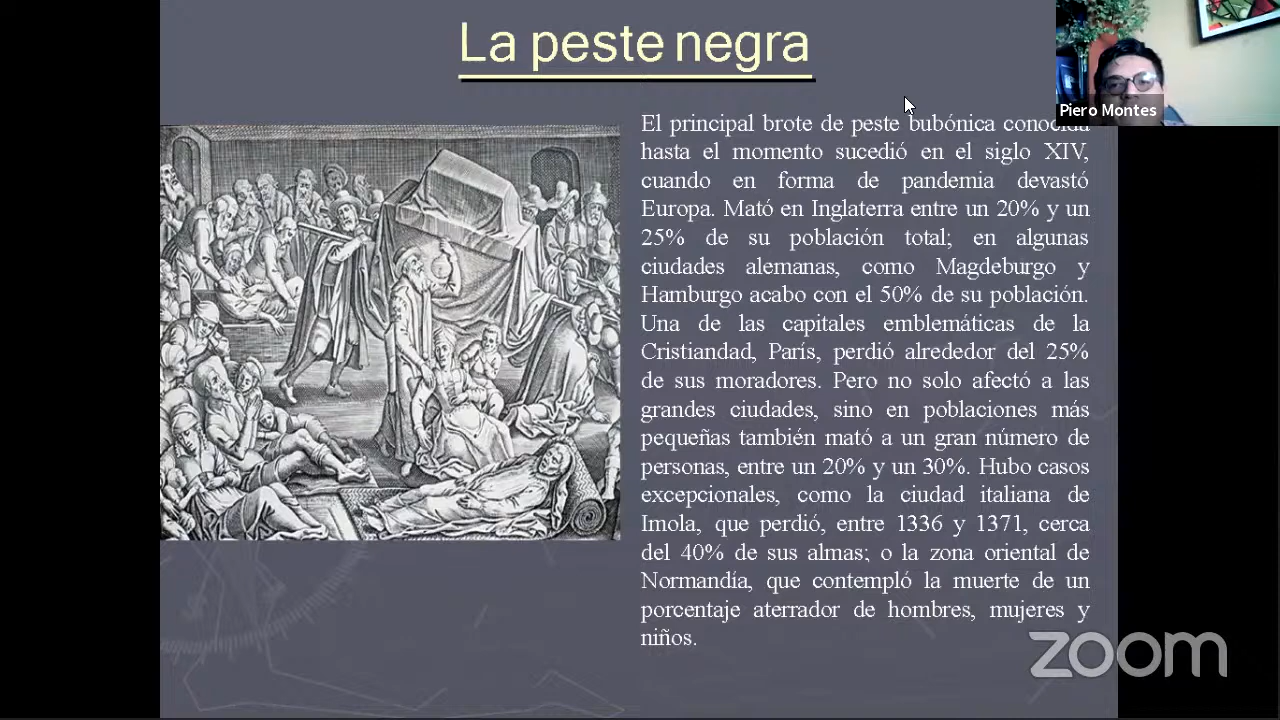 La peste negra
Piero Montes
El principal brote de peste bubónica conocida
hasta el momento sucedió en el siglo XIV,
cuando en forma de pandemia devastó
Europa. Mató en Inglaterra entre un 20% y un
25% de su población total; en algunas
ciudades alemanas, como Magdeburgo y
Hamburgo acabo con el 50% de su población.
Una de las capitales emblemáticas de la
Cristiandad, París, perdió alrededor del 25%
de sus moradores. Pero no solo afectó a las
grandes ciudades, sino en poblaciones más
pequeñas también mató a un gran número de
personas, entre un 20% y un 30%. Hubo casos
excepcionales, como la ciudad italiana de
Imola, que perdió, entre 1336 y 1371, cerca
del 40% de sus almas; o la zona oriental de
Normandía, que contempló la muerte de un
porcentaje aterrador de hombres, mujeres y
niños.
zoom